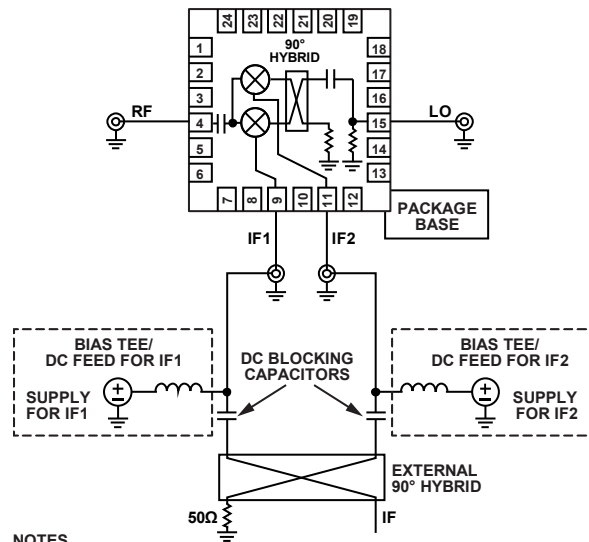 24 23 22 21 20 19
90°
HYBRID
1
2
3
4
5
6
18
17
16
15
14
13
RF
LO
7 8 9 10 11 12
PACKAGE
BASE
IF1
IF2
BIAS TEE/
DC FEED FOR IF1
SUPPLY
FOR IF1
DC BLOCKING
CAPACITORS
BIAS TEE/
DC FEED FOR IF2
SUPPLY
FOR IF2
EXTERNAL
90° HYBRID
50Ω
IF
NOTES